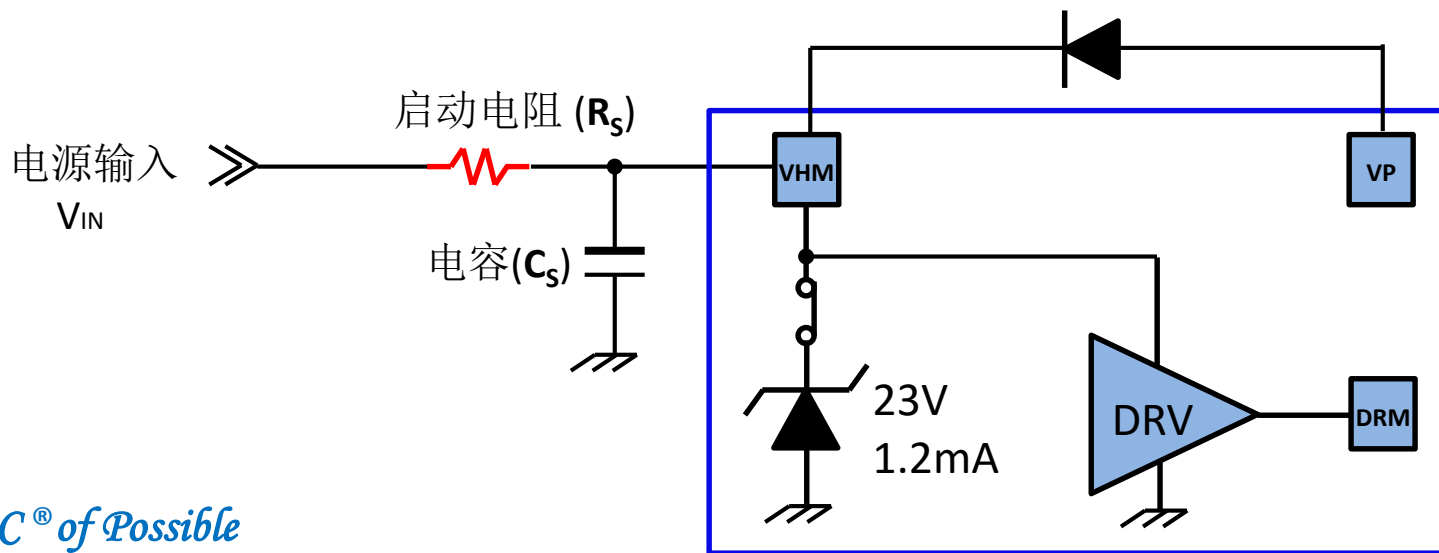 启动电阻 (Rs)
电源输入
VIN
电容(Cs)
VHM
VP
23V
1.2mA
DRV
DRM
C ® of Possible